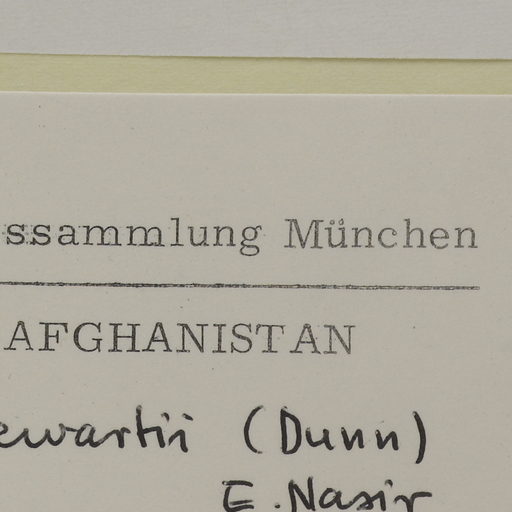 ssammlung München
AFGHANISTAN
ewartii (Dunn)
E. Nasir